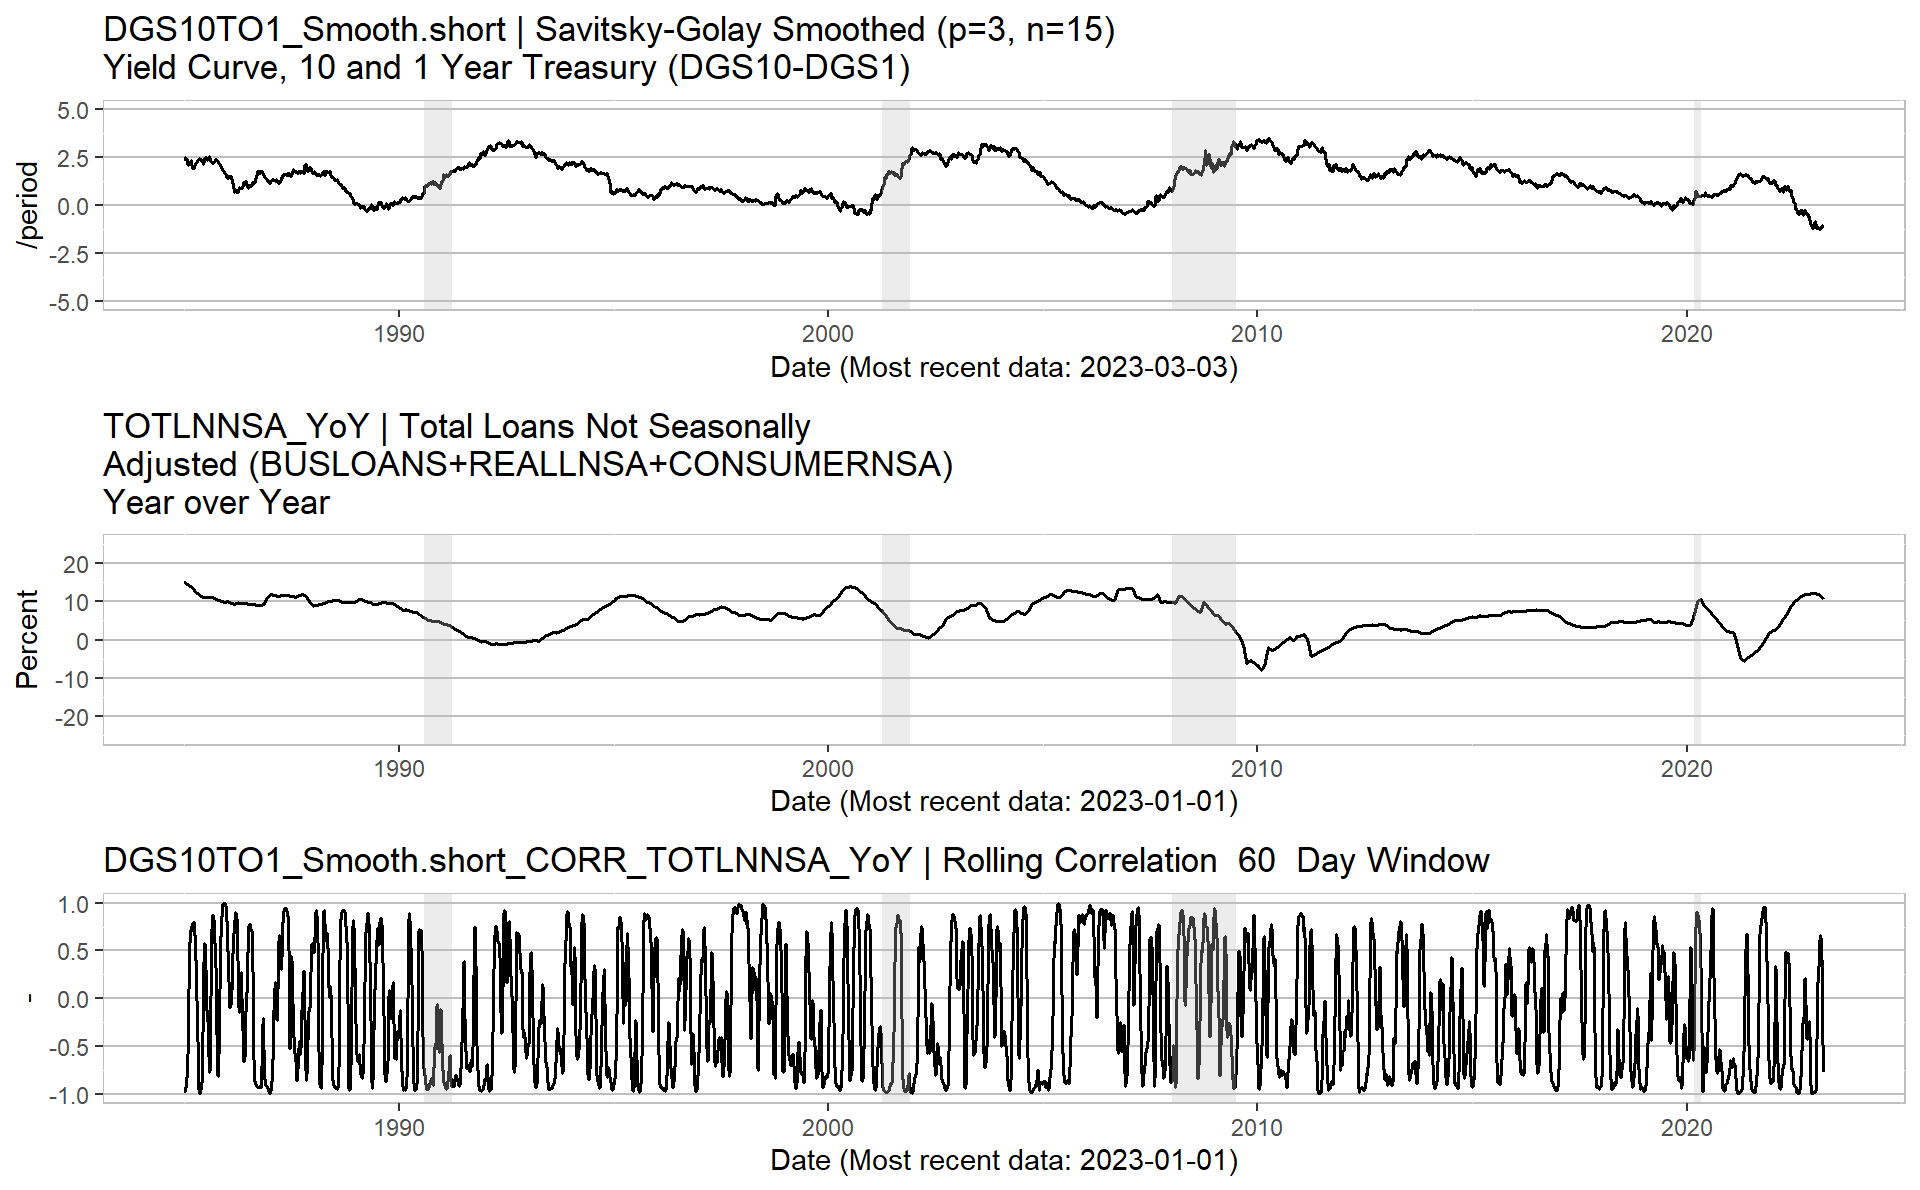 DGS10TO1_Smooth.short | Savitsky-Golay Smoothed (p=3, n=15)
Yield Curve, 10 and 1 Year Treasury (DGS10-DGS1)
5.0
2.5
0.0
-2.5
-5.0
/period
1990
2000
2010
2020
Date (Most recent data: 2023-03-03)
TOTLNNSA_YoY | Total Loans Not Seasonally
Adjusted (BUSLOANS+REALLNSA+CONSUMERNSA)
Year over Year
20
10
0
-10
-20
Percent
1990
2000
2010
2020
Date (Most recent data: 2023-01-01)
DGS10TO1_Smooth.short_CORR_TOTLNNSA_YoY | Rolling Correlation  60  Day Window
1.0
0.5
0.0
-0.5
-1.0
-
1990
2000
2010
2020
Date (Most recent data: 2023-01-01)